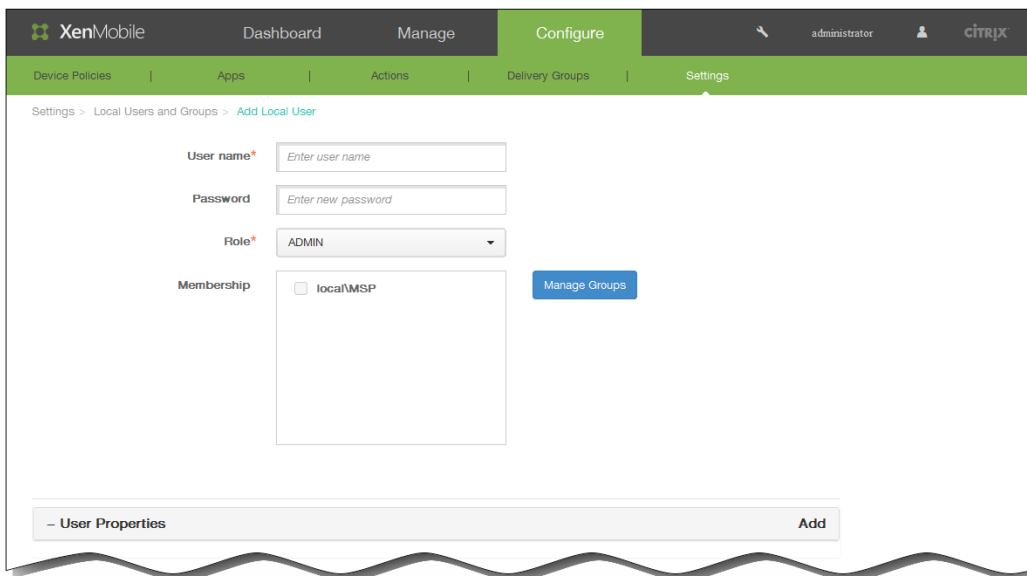 XenMobile Dashboard Manage Configure administrator CİTRIX
Device Policies | Apps | Actions | Delivery Groups | Settings
Settings > Local Users and Groups > Add Local User
User name* Enter user name
Password Enter new password
Role* ADMIN
Membership local\MSP Manage Groups
– User Properties Add